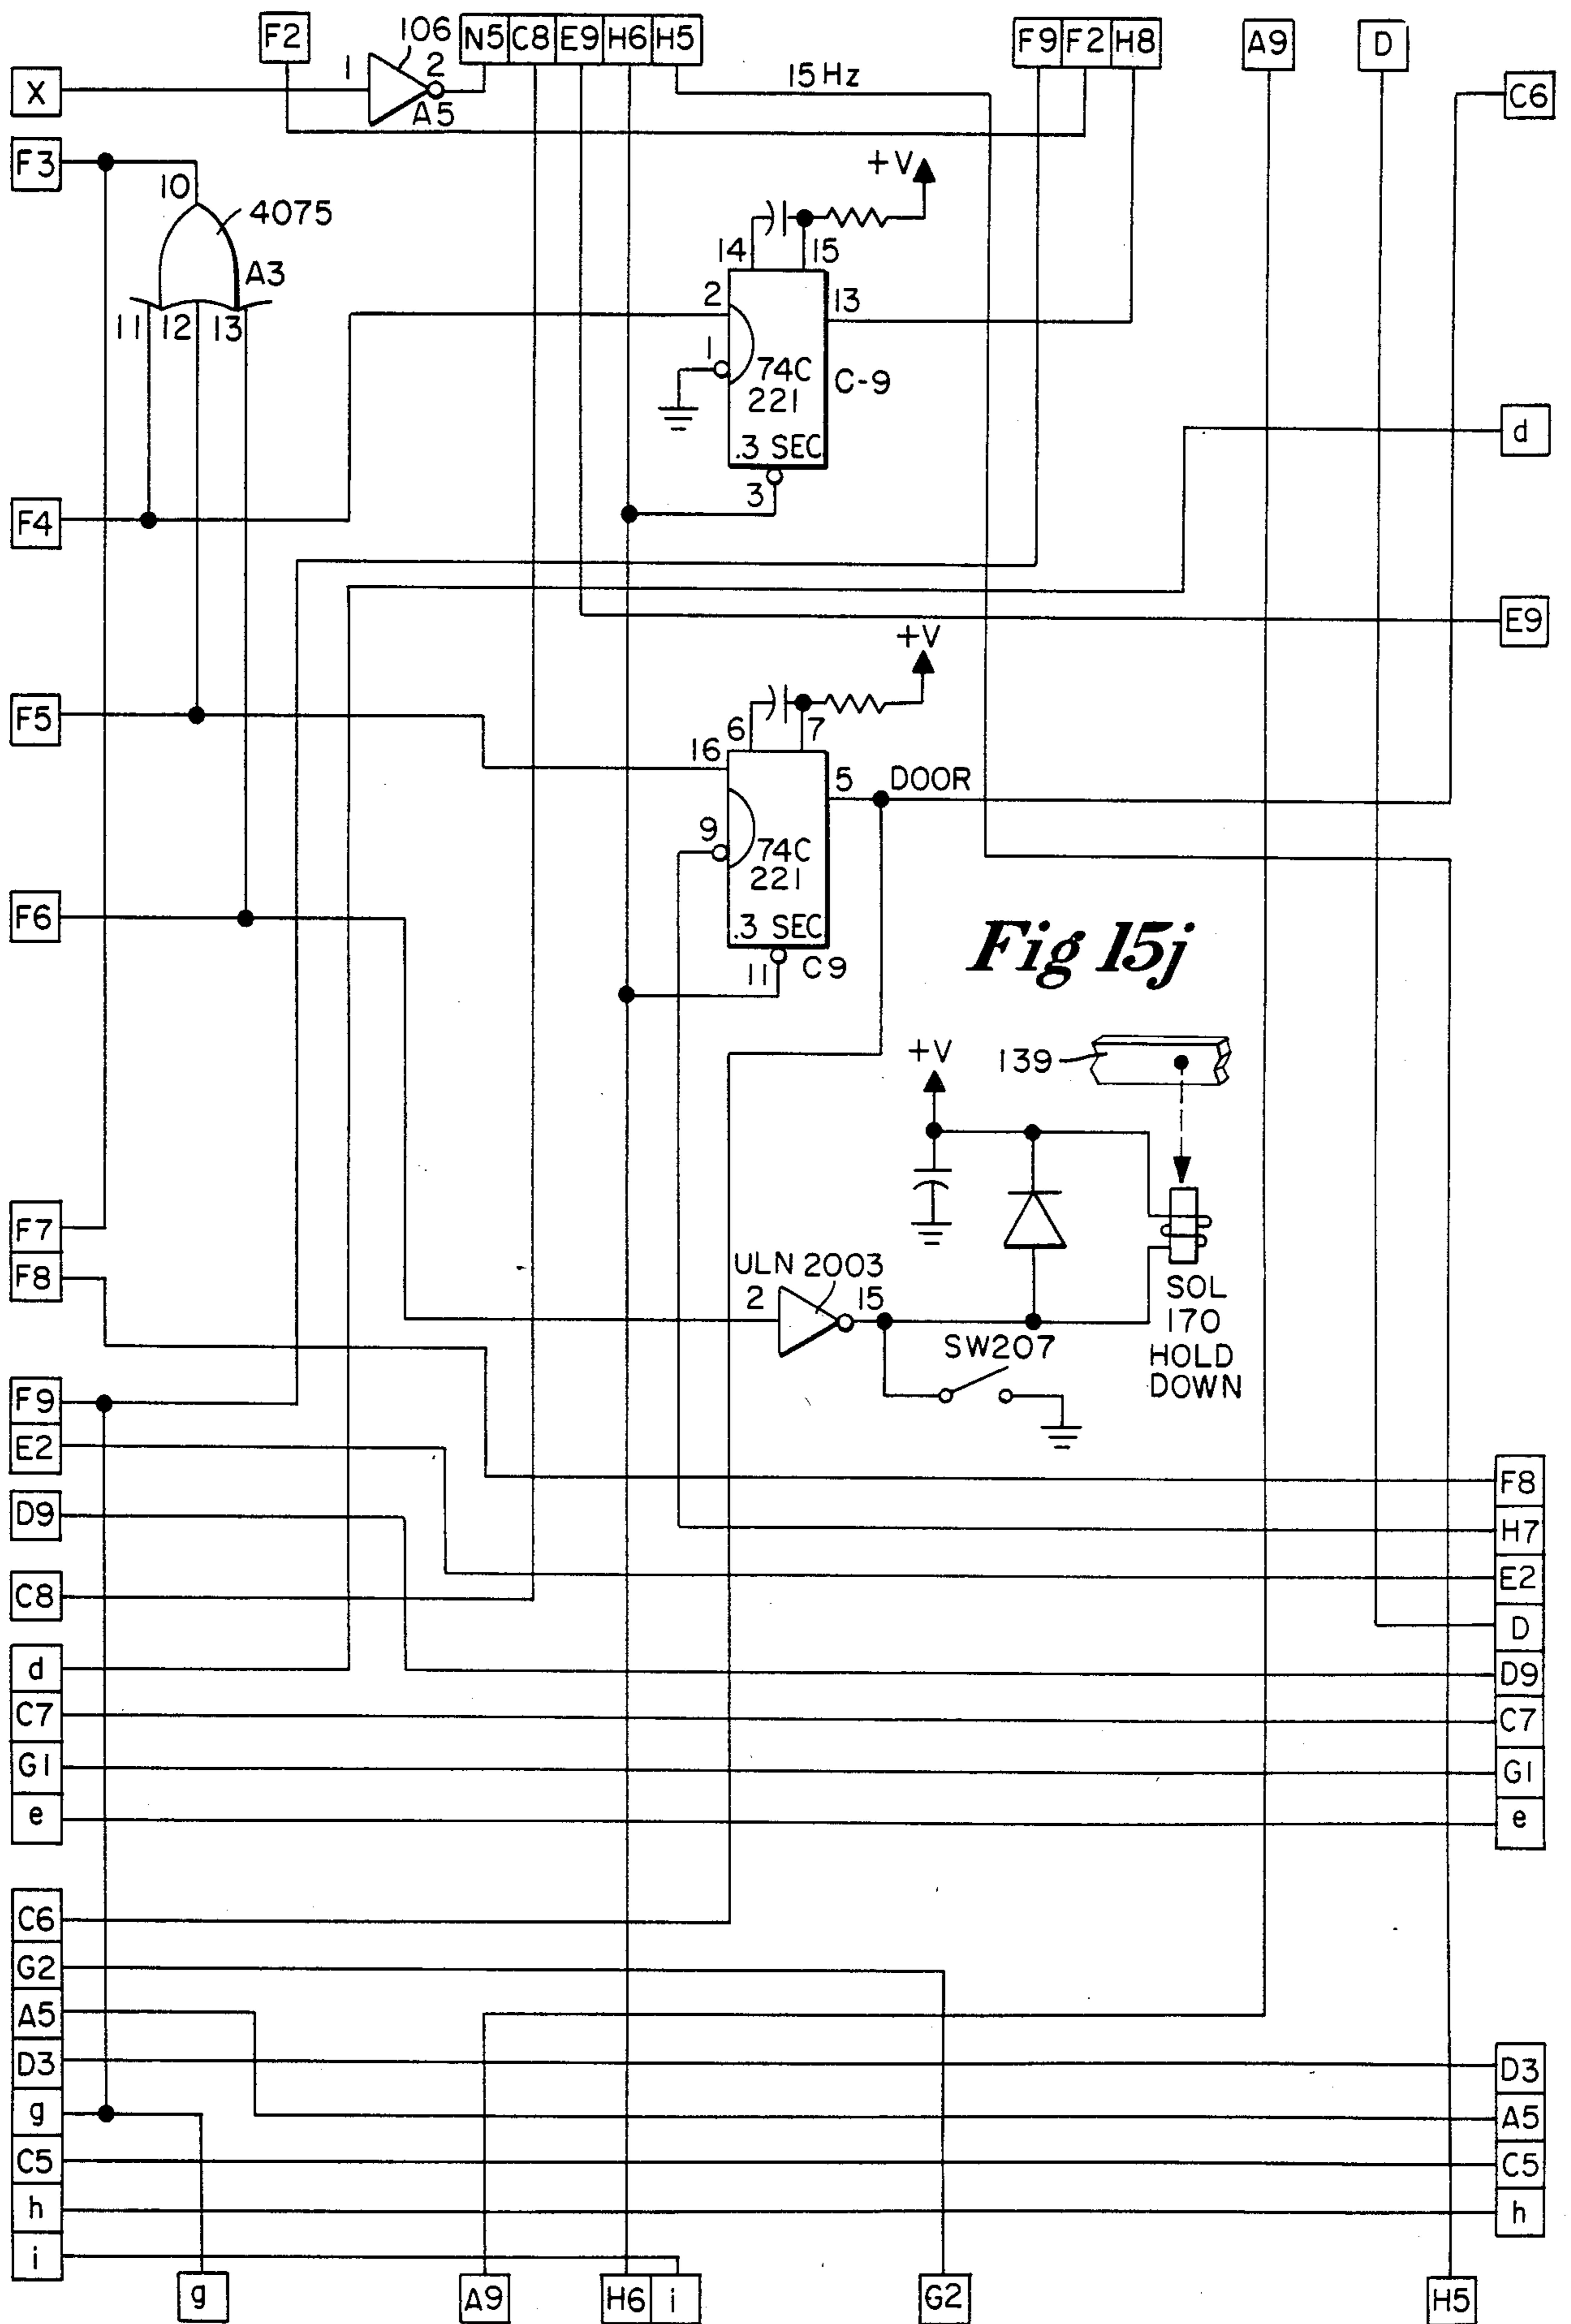 F2
106
N5 C8 E9 H6 H5
F9 F2 H8
A9
D
1
2
15Hz
X
A5
C6
F3
+V
10
4075
14
15
A3
2
13
11 12 13
1
74C
221
C-9
d
.3 SEC
3
F4
E9
+V
F5
6
7
16
5
DOOR
9
74C
221
F6
.3 SEC
Fig 15j
11
C9
139
+V
F7
F8
ULN 2003
2
15
SOL
170
HOLD
DOWN
SW207
F9
E2
F8
D9
H7
E2
C8
D
d
D9
C7
C7
G1
G1
e
e
C6
G2
A5
D3
D3
g
A5
C5
C5
h
h
i
g
A9
H6 i
G2
H5